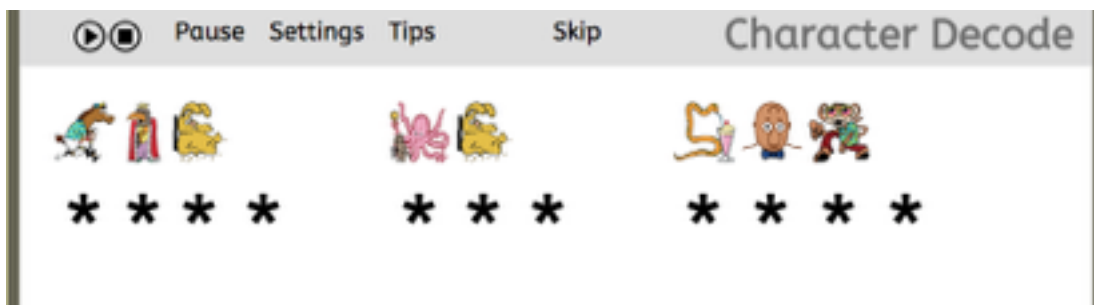 Pause Settings Tips Skip Character Decode
* * * * * * * * * * *